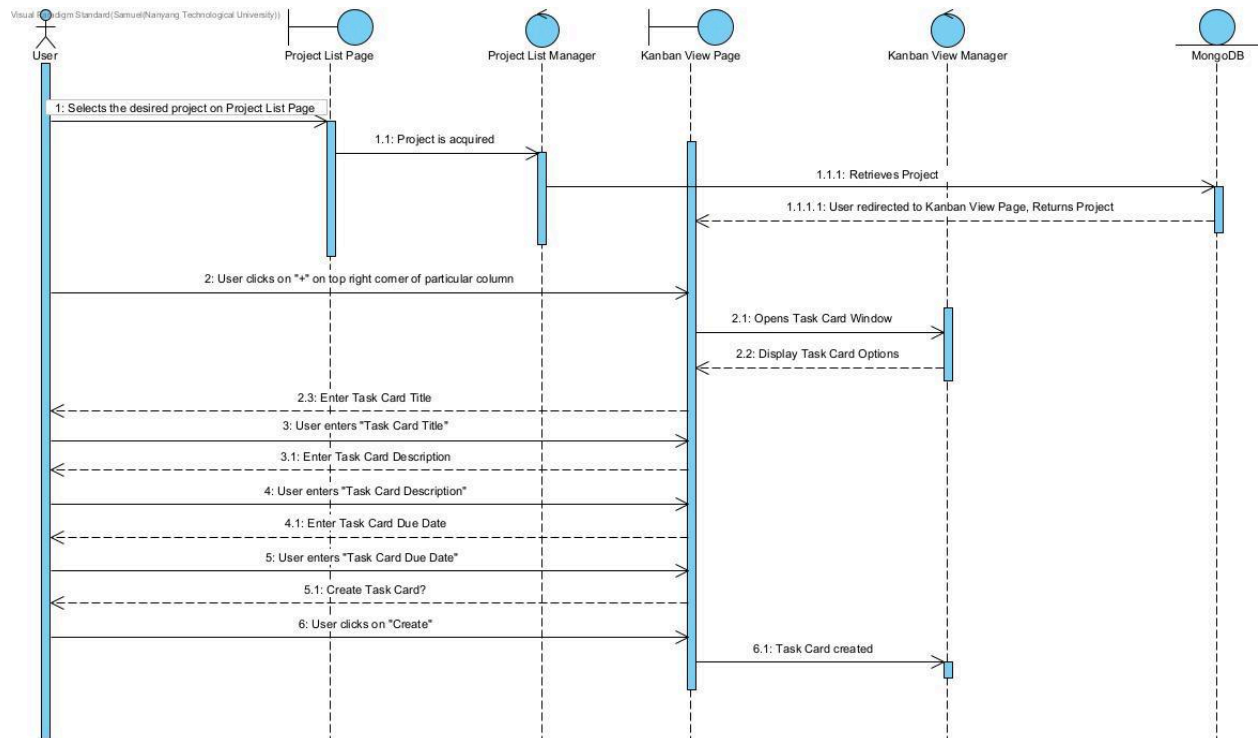 Visual Paradigm Standard(Samuel(Nanyang Technological University))
User
Project List Page
Project List Manager
Kanban View Page
Kanban View Manager
MongoDB
1: Selects the desired project on Project List Page
1.1: Project is acquired
1.1.1: Retrieves Project
1.1.1.1: User redirected to Kanban View Page, Returns Project
2: User clicks on "+" on top right corner of particular column
2.1: Opens Task Card Window
2.2: Display Task Card Options
2.3: Enter Task Card Title
3: User enters "Task Card Title"
3.1: Enter Task Card Description
4: User enters "Task Card Description"
4.1: Enter Task Card Due Date
5: User enters "Task Card Due Date"
5.1: Create Task Card?
6: User clicks on "Create"
6.1: Task Card created